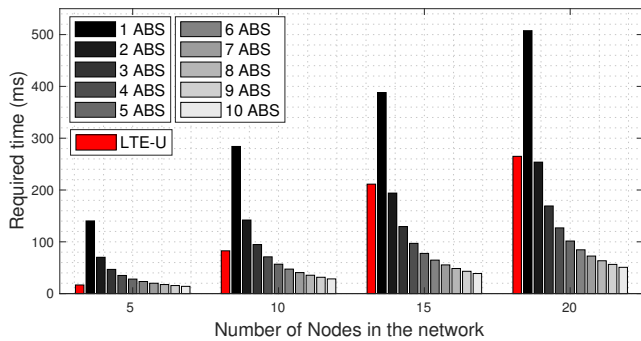 500
400
300
200
100
0
Required time (ms)
1 ABS
2 ABS
3 ABS
4 ABS
5 ABS
6 ABS
7 ABS
8 ABS
9 ABS
10 ABS
LTE-U
5
10
15
20
Number of Nodes in the network